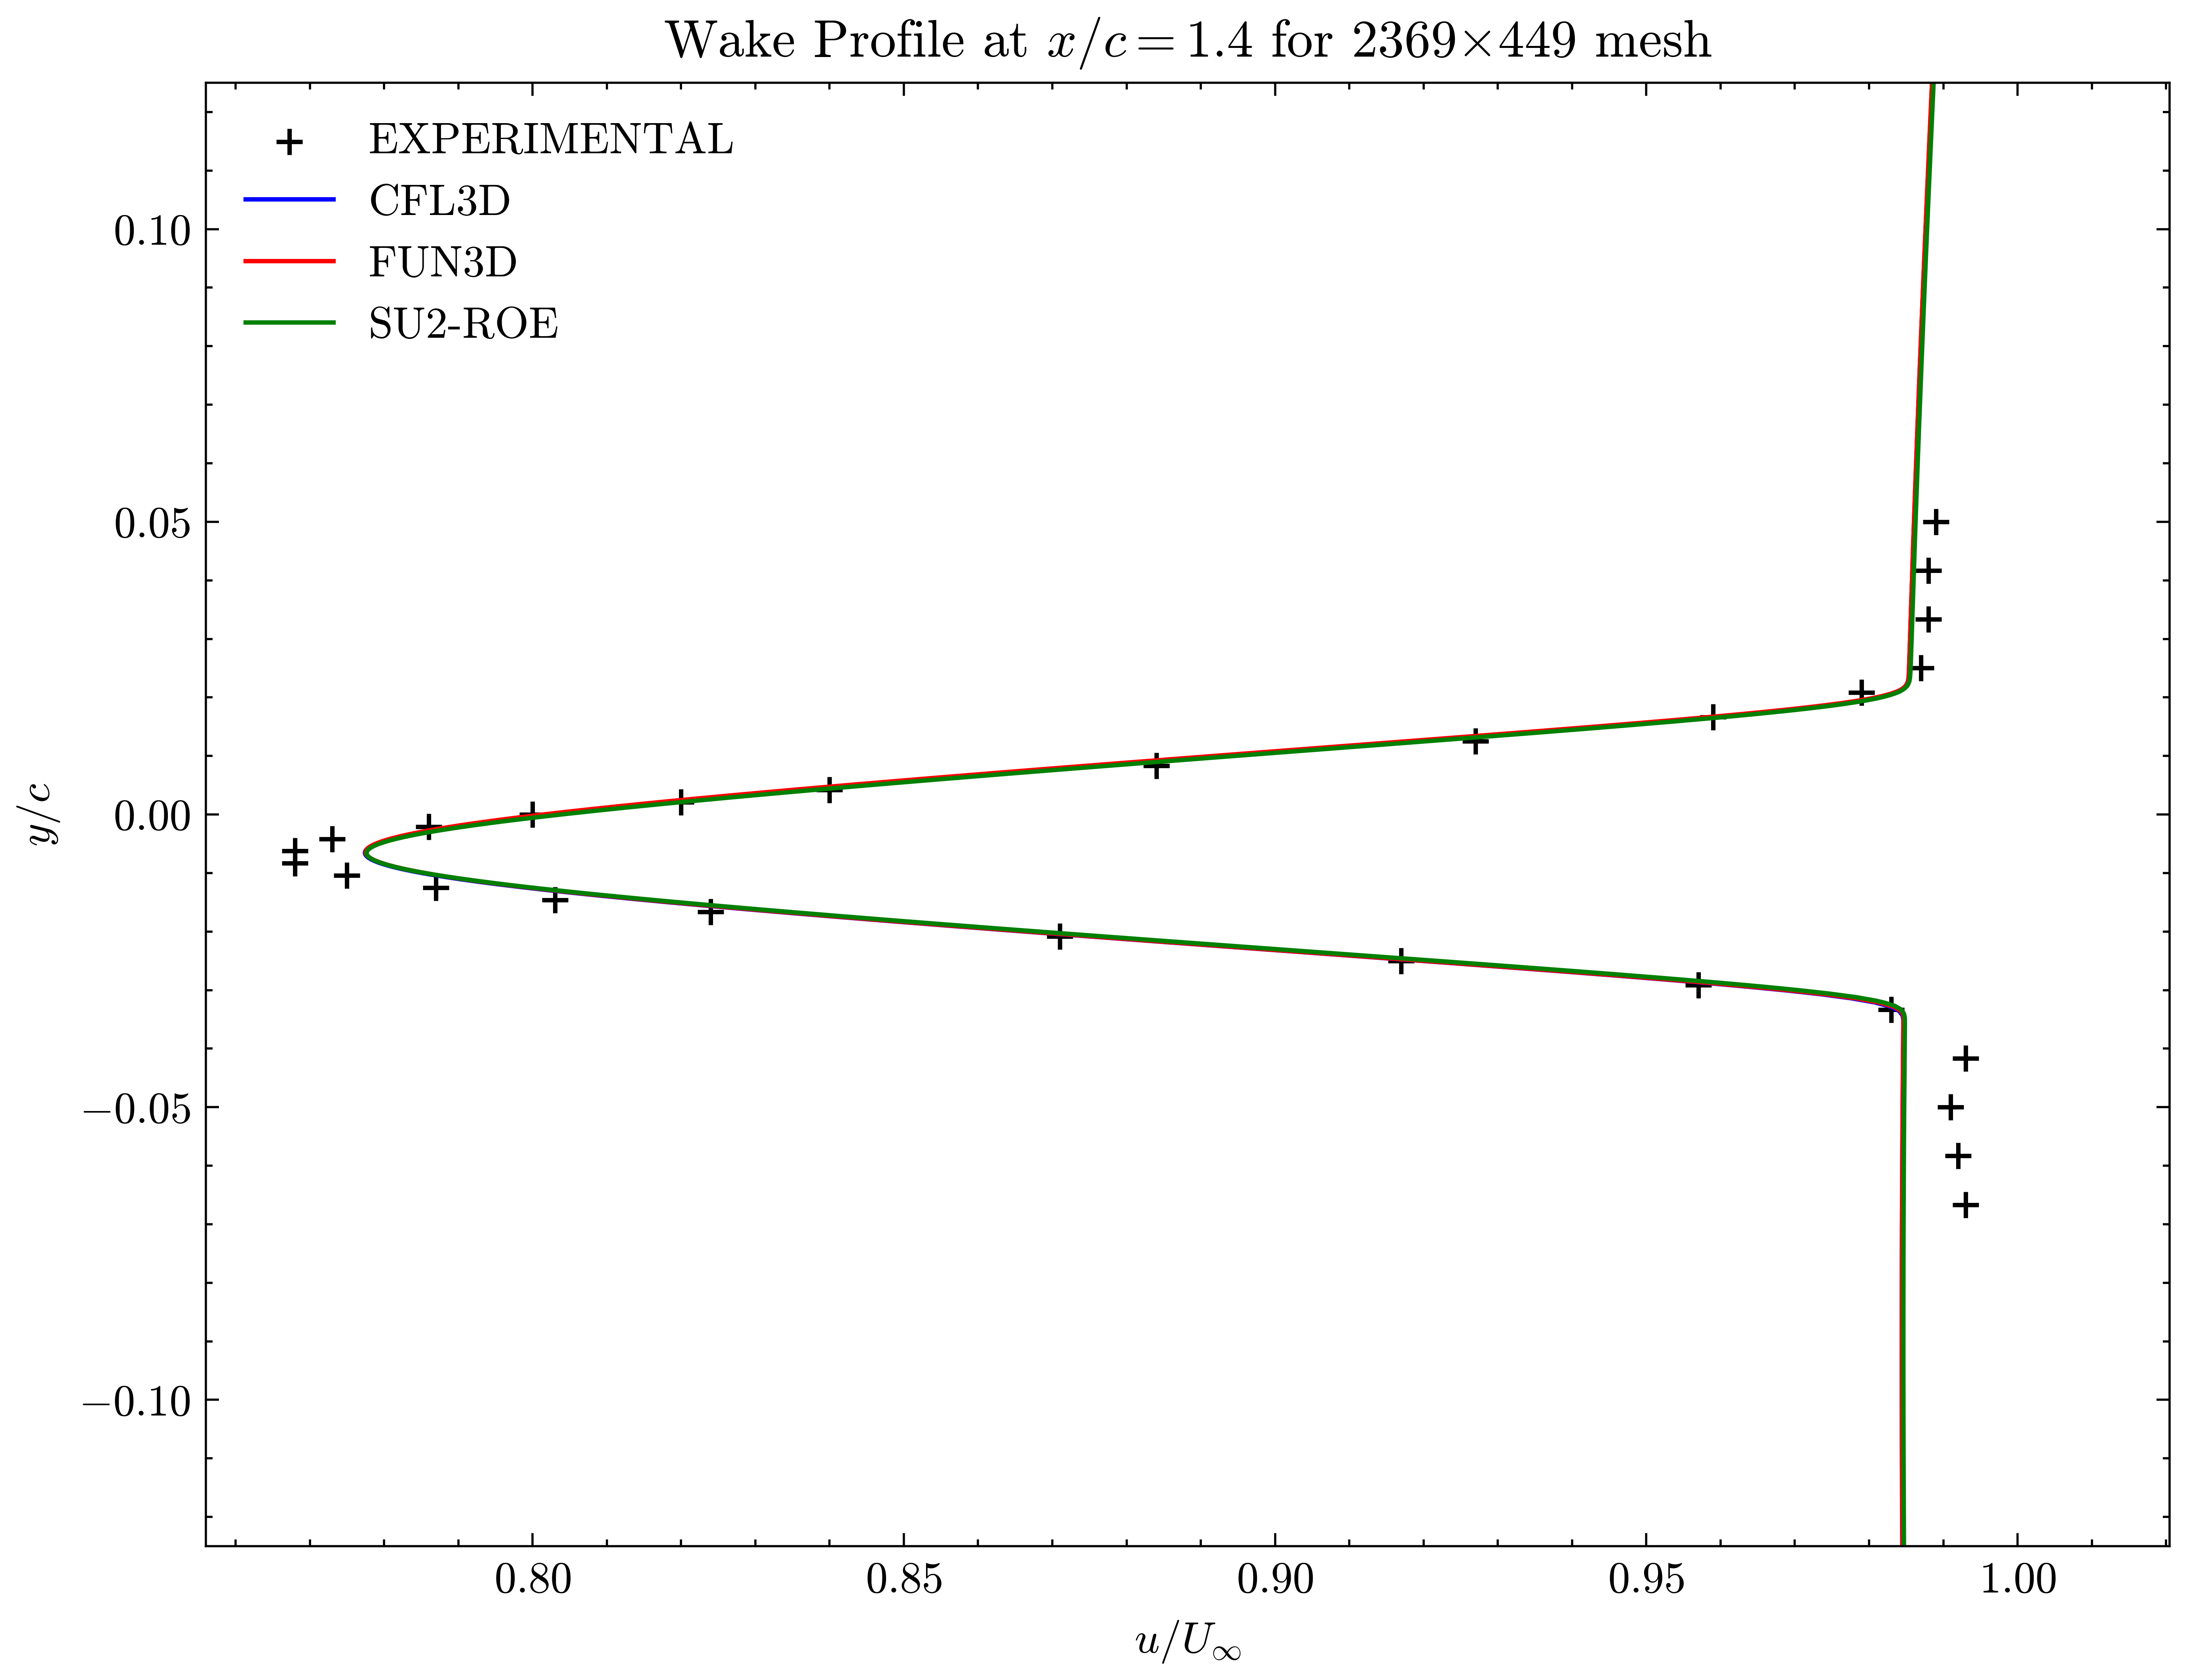 Wake Profile at x/c = 1.4 for 2369×449 mesh
EXPERIMENTAL
CFL3D
FUN3D
SU2-ROE
0.10
0.05
0.00
−0.05
−0.10
y/c
0.80 0.85 0.90 0.95 1.00
u/U∞